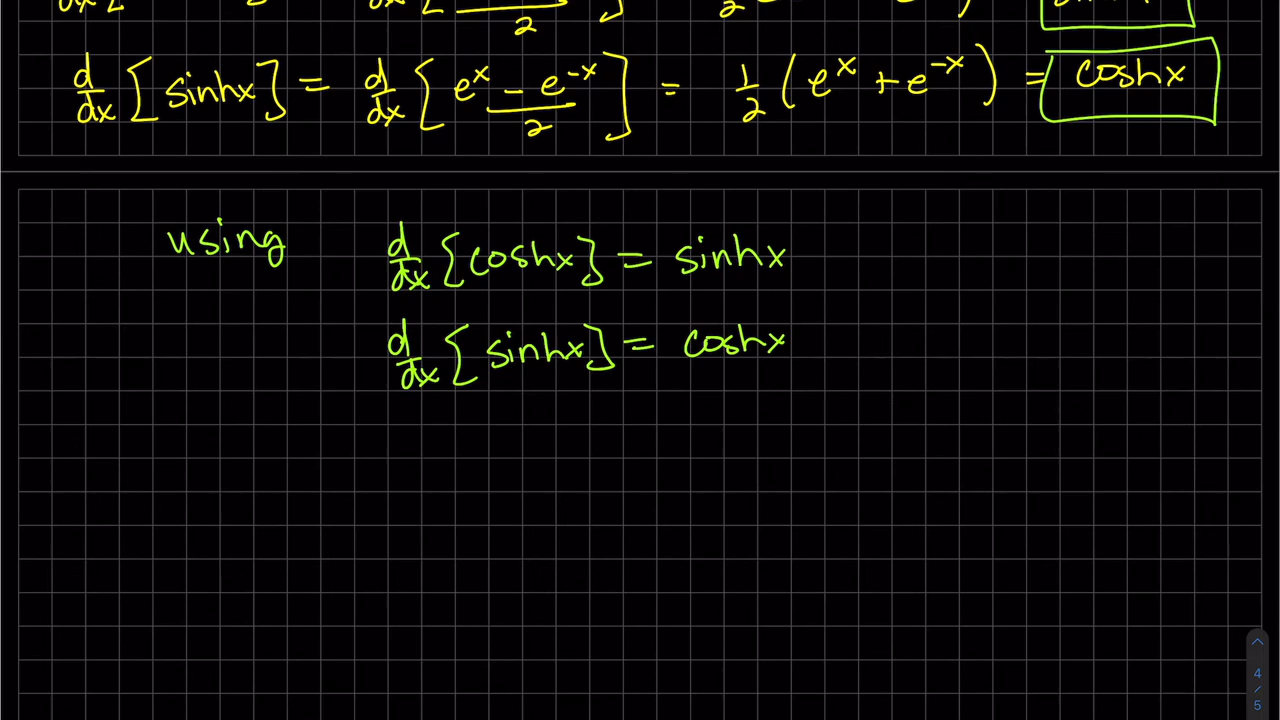 d/dx [sinhx] = d/dx [(e^x - e^-x)/2] = 1/2 (e^x + e^-x) = coshx
using d/dx [coshx] = sinhx
d/dx [sinhx] = coshx
4/5